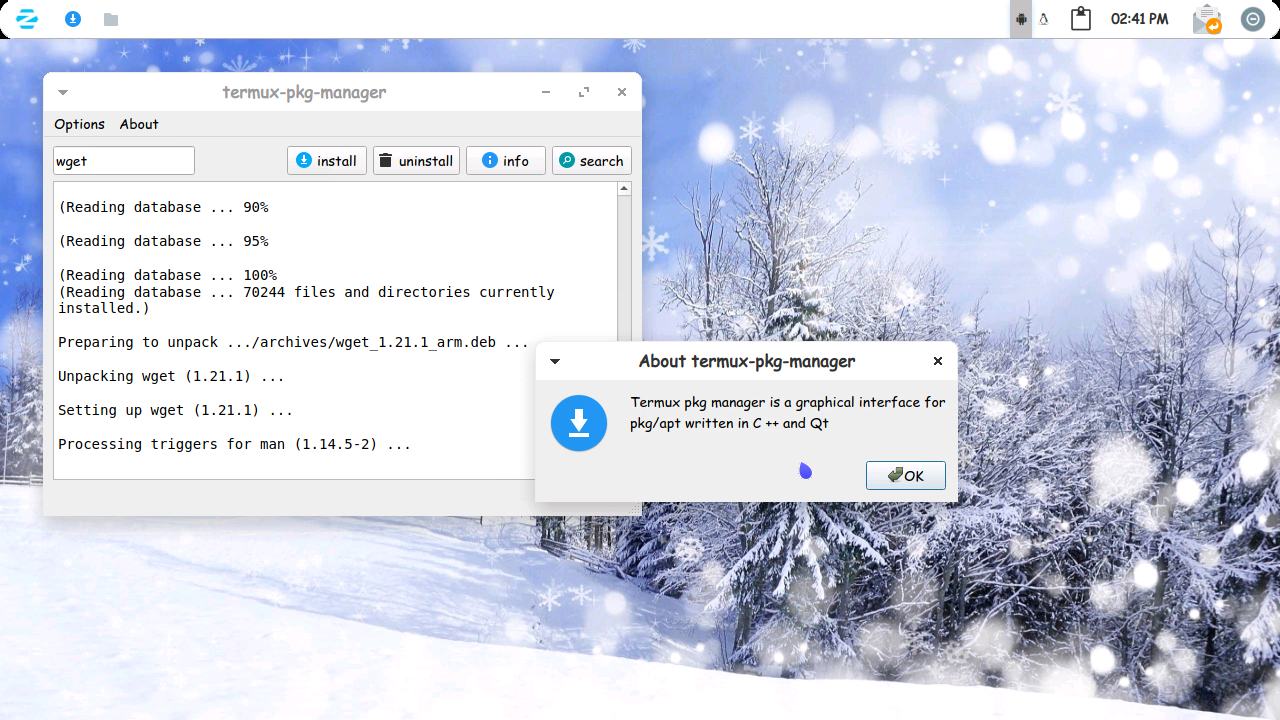 02:41 PM
termux-pkg-manager
Options About
wget
install uninstall info search
(Reading database ... 90%
(Reading database ... 95%
(Reading database ... 100%
(Reading database ... 70244 files and directories currently
installed.)
Preparing to unpack .../archives/wget_1.21.1_arm.deb ...
Unpacking wget (1.21.1) ...
Setting up wget (1.21.1) ...
Processing triggers for man (1.14.5-2) ...
About termux-pkg-manager
Termux pkg manager is a graphical interface for
pkg/apt written in C ++ and Qt
OK